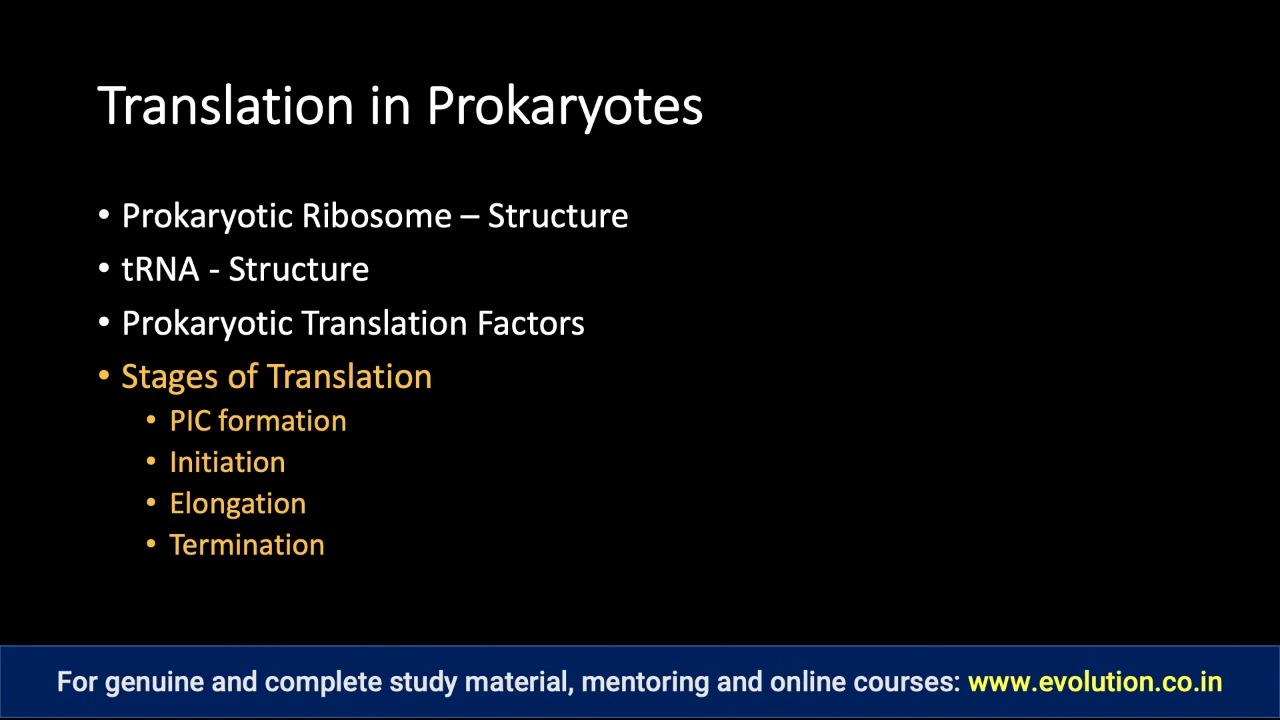 Translation in Prokaryotes
• Prokaryotic Ribosome – Structure
• tRNA - Structure
• Prokaryotic Translation Factors
• Stages of Translation
• PIC formation
• Initiation
• Elongation
• Termination
For genuine and complete study material, mentoring and online courses: www.evolution.co.in